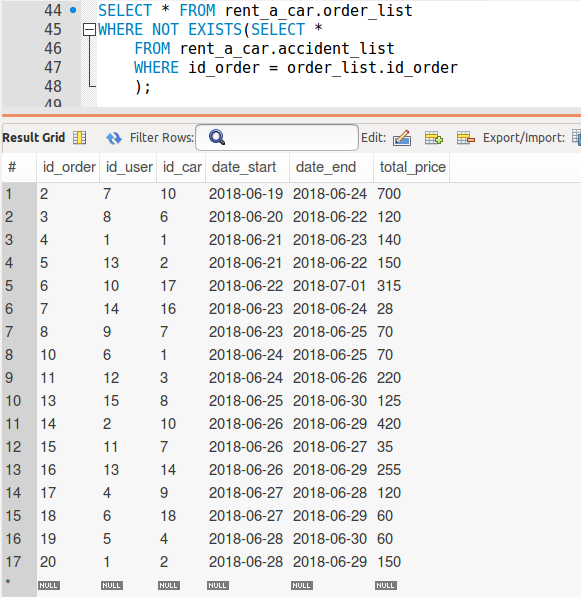 44 SELECT * FROM rent_a_car.order_list
45 WHERE NOT EXISTS(SELECT *
46 FROM rent_a_car.accident_list
47 WHERE id_order = order_list.id_order
48 );
49
Result Grid Filter Rows: Edit: Export/Import:
# id_order id_user id_car date_start date_end total_price
1 2 7 10 2018-06-19 2018-06-24 700
2 3 8 6 2018-06-20 2018-06-22 120
3 4 1 1 2018-06-21 2018-06-23 140
4 5 13 2 2018-06-21 2018-06-22 150
5 6 10 17 2018-06-22 2018-07-01 315
6 7 14 16 2018-06-23 2018-06-24 28
7 8 9 7 2018-06-23 2018-06-25 70
8 10 6 1 2018-06-24 2018-06-25 70
9 11 12 3 2018-06-24 2018-06-26 220
10 13 15 8 2018-06-25 2018-06-30 125
11 14 2 10 2018-06-26 2018-06-29 420
12 15 11 7 2018-06-26 2018-06-27 35
13 16 13 14 2018-06-26 2018-06-29 255
14 17 4 9 2018-06-27 2018-06-28 120
15 18 6 18 2018-06-27 2018-06-29 60
16 19 5 4 2018-06-28 2018-06-30 60
17 20 1 2 2018-06-28 2018-06-29 150
* NULL NULL NULL NULL NULL NULL